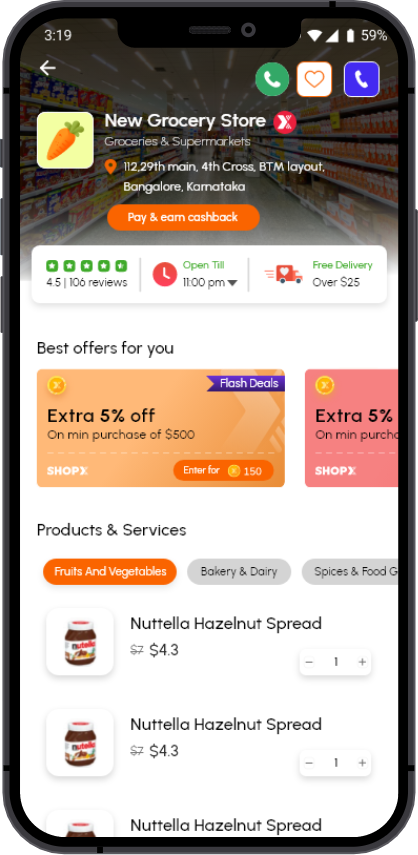 3:19
59%
New Grocery Store
Groceries & Supermarkets
112,29th main, 4th Cross, BTM layout,
Bangalore, Karnataka
Pay & earn cashback
4.5 | 106 reviews
Open Till
11:00 pm
Free Delivery
Over $25
Best offers for you
Flash Deals
Extra 5% off
On min purchase of $500
SHOPX
Enter for 150
Extra 5%
On min purcha
SHOPX
Products & Services
Fruits And Vegetables
Bakery & Dairy
Spices & Food G
Nuttella Hazelnut Spread
$7 $4.3
- 1 +
nutella
Nuttella Hazelnut Spread
$7 $4.3
- 1 +
nutella
Nuttella Hazelnut Spread